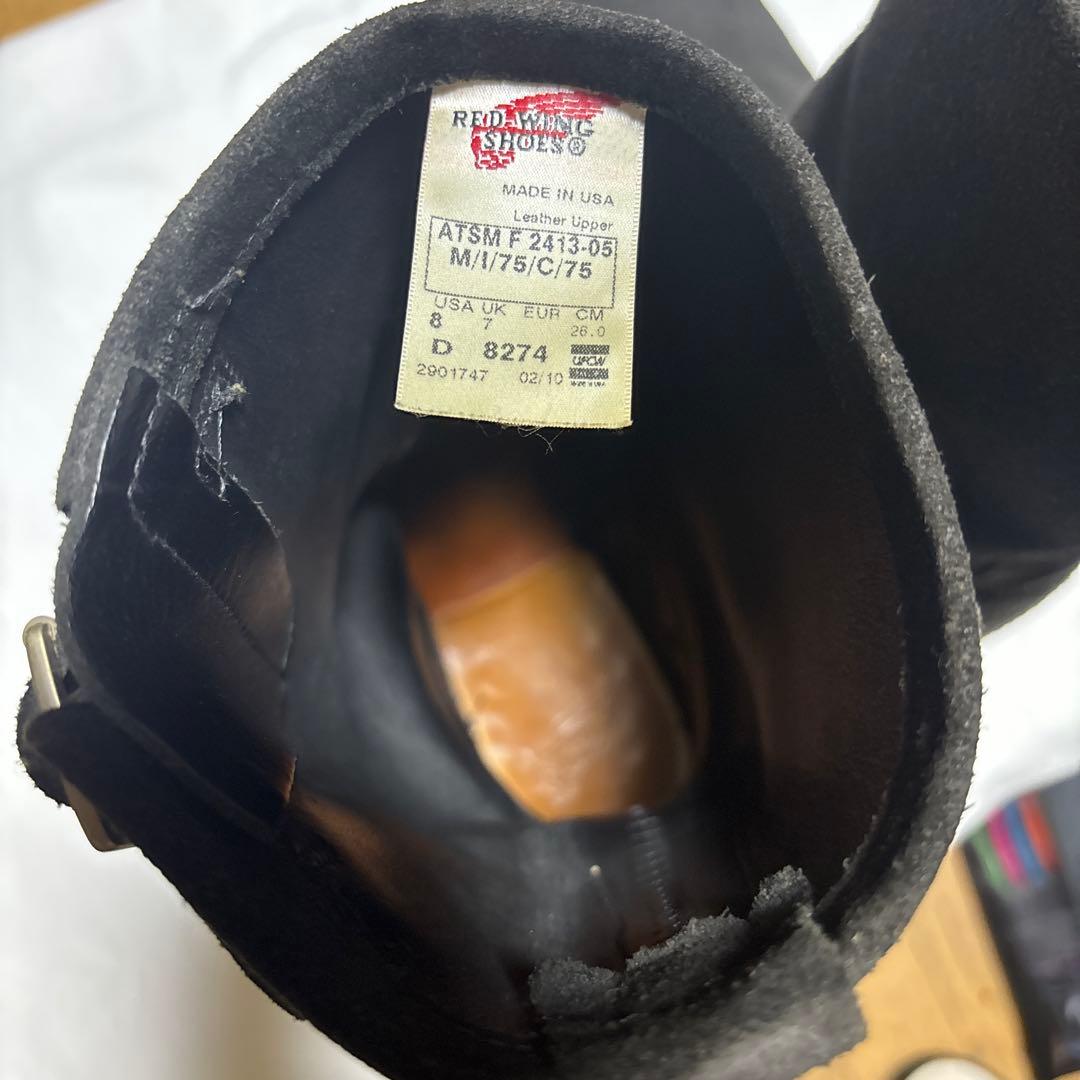 RED WING
SHOES®
MADE IN USA
Leather Upper
ATSM F 2413-05
M/I/75/C/75
USA UK EUR CM
8 7 26.0
D 8274 UFCW
2901747 02/10